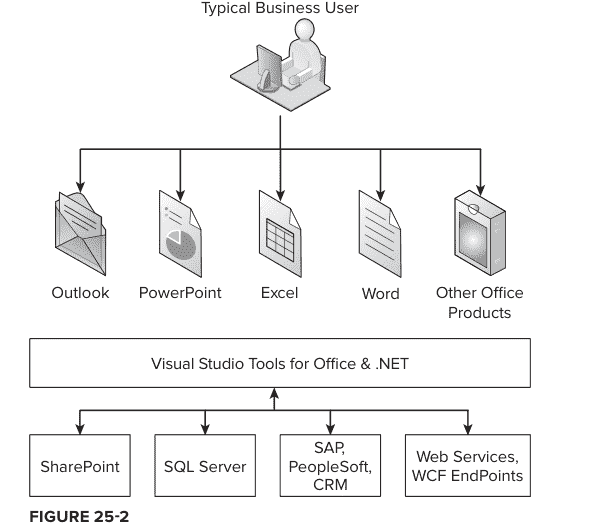 Typical Business User
Outlook
PowerPoint
Excel
Word
Other Office
Products
Visual Studio Tools for Office & .NET
SharePoint
SQL Server
SAP,
PeopleSoft,
CRM
Web Services,
WCF EndPoints
FIGURE 25-2